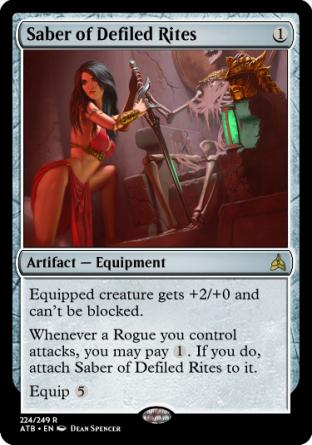 Saber of Defiled Rites 1
Artifact — Equipment
Equipped creature gets +2/+0 and
can't be blocked.
Whenever a Rogue you control
attacks, you may pay 1. If you do,
attach Saber of Defiled Rites to it.
Equip 5
224/249 R
ATB • EN Dean Spencer